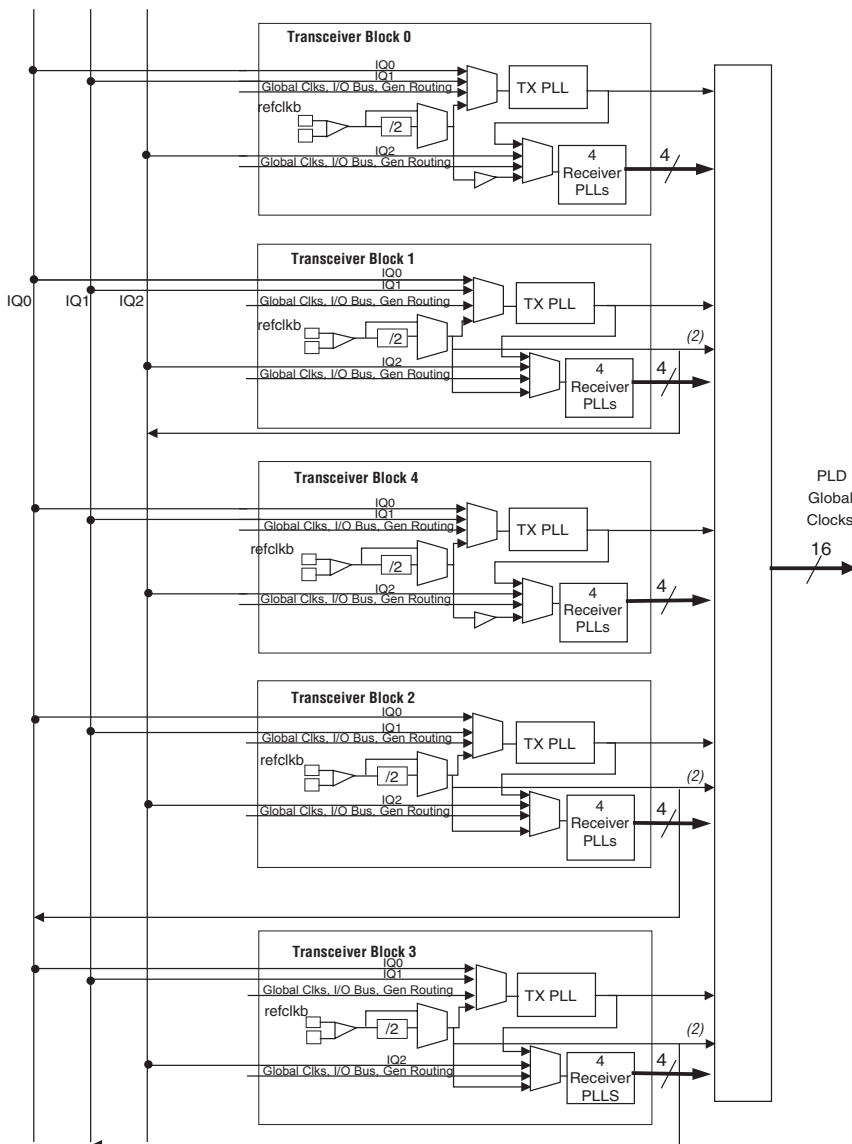 Transceiver Block 0
IQ0
IQ1
Global Clks, I/O Bus, Gen Routing
TX PLL
refclkb
/2
IQ2
Global Clks, I/O Bus, Gen Routing
4
Receiver
PLLs
4
Transceiver Block 1
IQ0
IQ1
Global Clks, I/O Bus, Gen Routing
TX PLL
IQ0
IQ1
IQ2
refclkb
/2
(2)
IQ2
Global Clks, I/O Bus, Gen Routing
4
Receiver
PLLs
4
Transceiver Block 4
IQ0
IQ1
Global Clks, I/O Bus, Gen Routing
TX PLL
refclkb
/2
IQ2
Global Clks, I/O Bus, Gen Routing
4
Receiver
PLLs
4
PLD
Global
Clocks
16
Transceiver Block 2
IQ0
IQ1
Global Clks, I/O Bus, Gen Routing
TX PLL
refclkb
/2
(2)
IQ2
Global Clks, I/O Bus, Gen Routing
4
Receiver
PLLs
4
Transceiver Block 3
IQ0
IQ1
Global Clks, I/O Bus, Gen Routing
TX PLL
refclkb
/2
(2)
IQ2
Global Clks, I/O Bus, Gen Routing
4
Receiver
PLLS
4